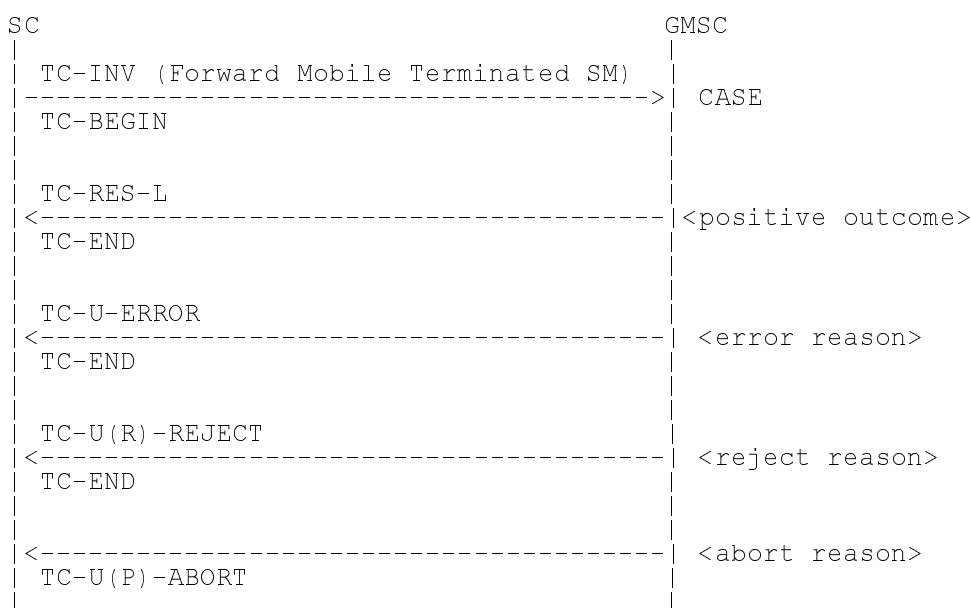 SC GMSC
TC-INV (Forward Mobile Terminated SM)
CASE
TC-BEGIN
TC-RES-L
<positive outcome>
TC-END
TC-U-ERROR
<error reason>
TC-END
TC-U(R)-REJECT
<reject reason>
TC-END
<abort reason>
TC-U(P)-ABORT